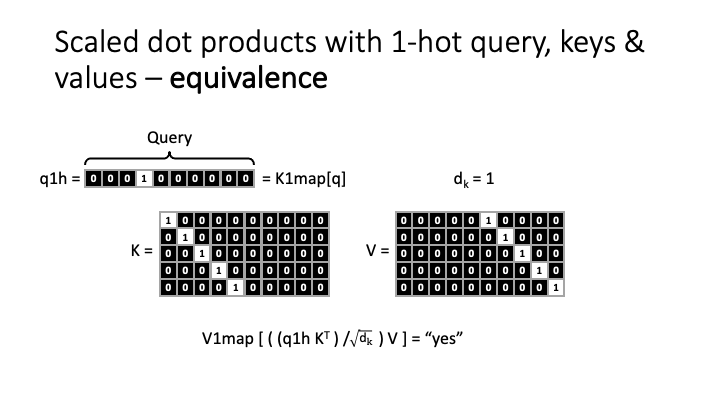 Scaled dot products with 1-hot query, keys &
values – equivalence
Query
q1h = 0 0 0 1 0 0 0 0 0 0 = K1map[q]
dₖ = 1
K =
1 0 0 0 0 0 0 0 0 0
0 1 0 0 0 0 0 0 0 0
0 0 1 0 0 0 0 0 0 0
0 0 0 1 0 0 0 0 0 0
0 0 0 0 1 0 0 0 0 0
V =
0 0 0 0 0 1 0 0 0 0
0 0 0 0 0 0 1 0 0 0
0 0 0 0 0 0 0 1 0 0
0 0 0 0 0 0 0 0 1 0
0 0 0 0 0 0 0 0 0 1
V1map [ ( (q1h Kᵀ ) /√dₖ ) V ] = “yes”